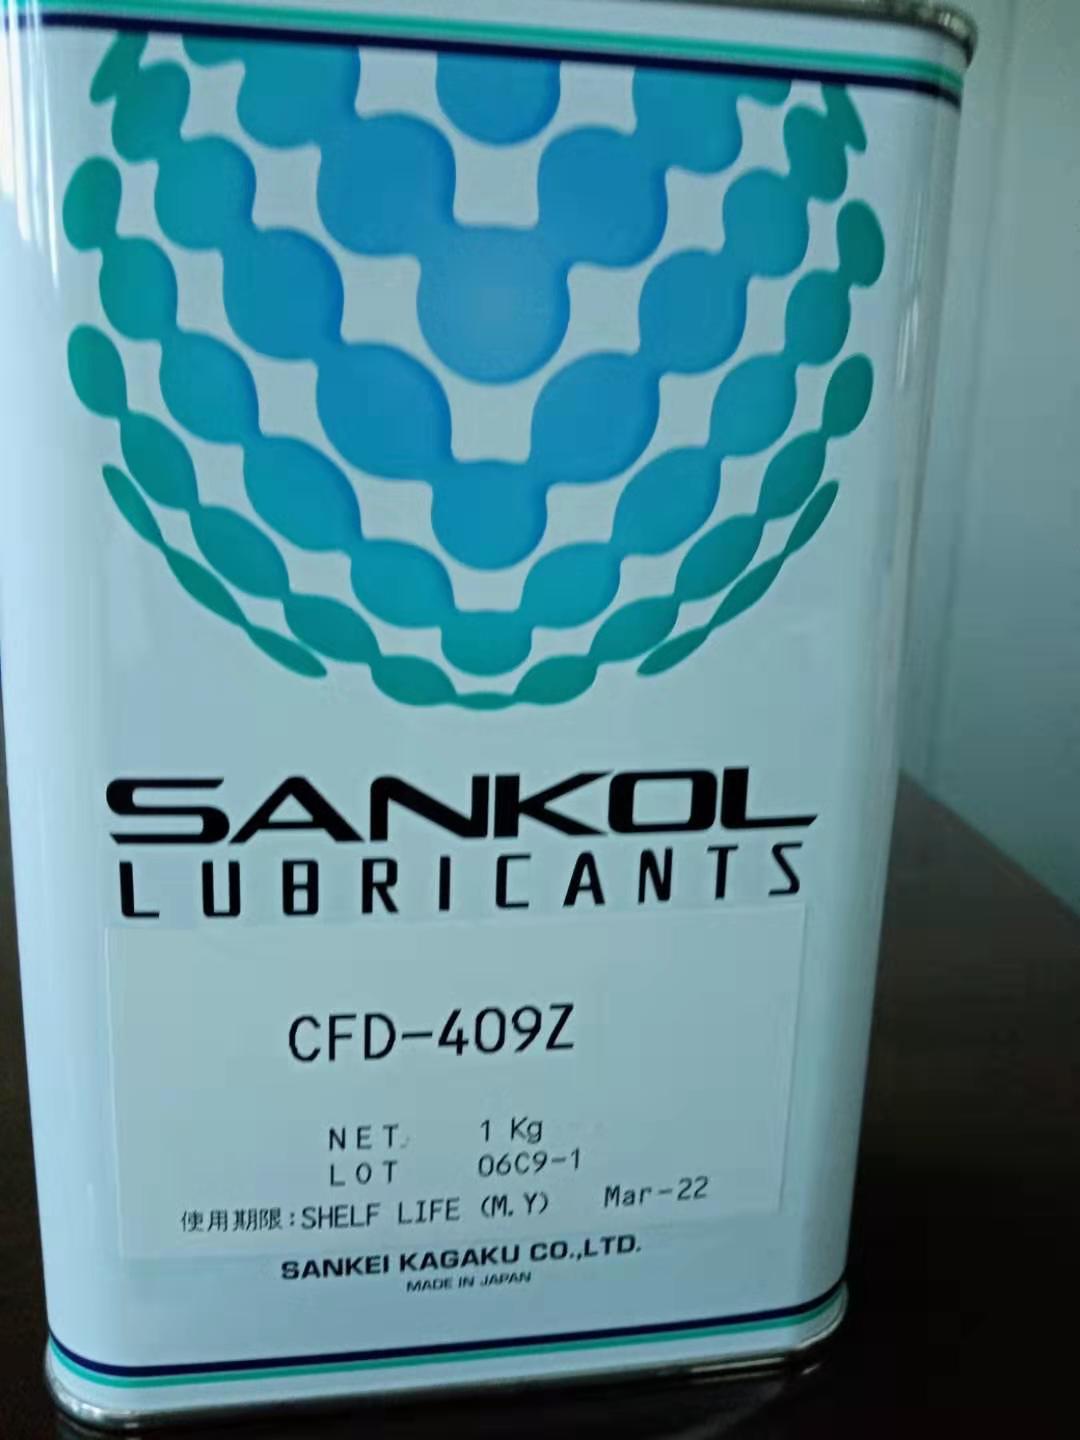 SANKOL
LUBRICANTS
CFD-409Z
NET. 1 Kg
LOT 06C9-1
使用期限:SHELF LIFE (M.Y) Mar-22
SANKEI KAGAKU CO.,LTD.
MADE IN JAPAN